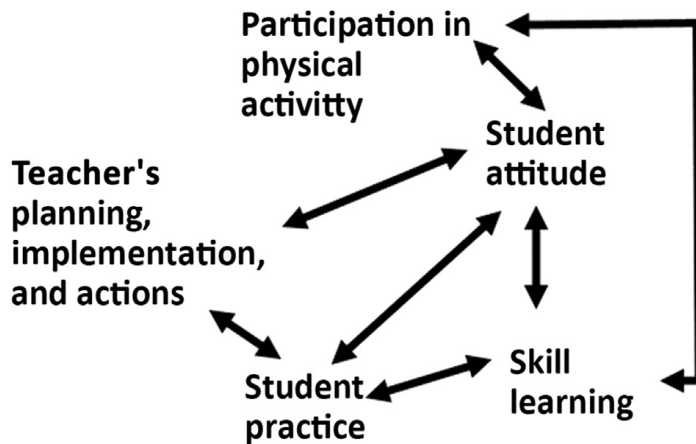 Participation in
physical
activitty
Student
attitude
Teacher's
planning,
implementation,
and actions
Skill
learning
Student
practice